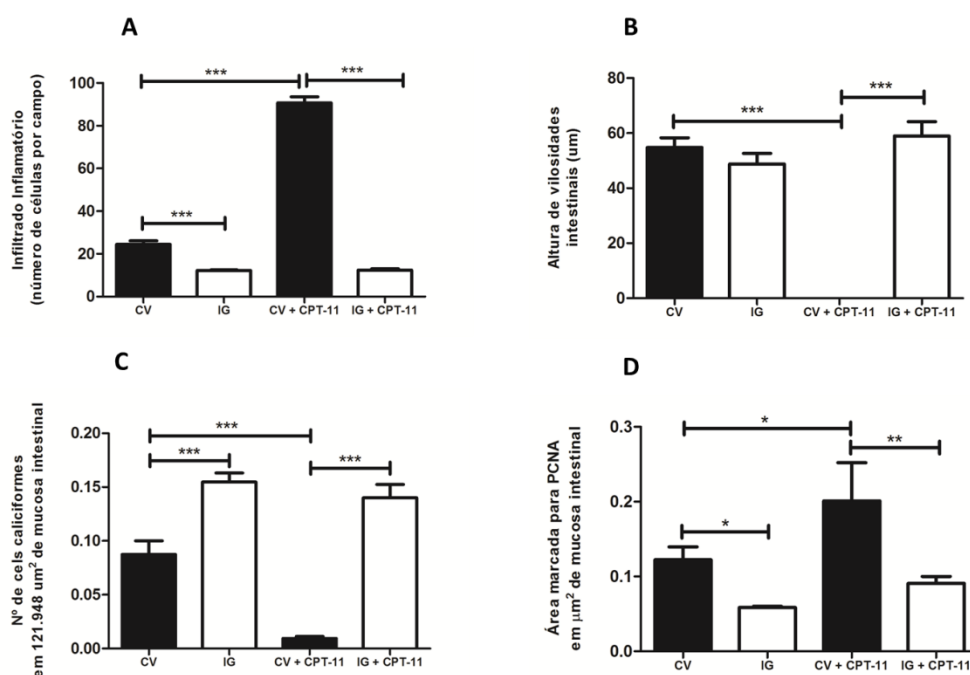 A
Infiltrado Inflamatório
(número de células por campo)
100
80
60
40
20
0
***
***
***
CV
IG
CV + CPT-11
IG + CPT-11
B
Altura de vilosidades
intestinais (um)
80
60
40
20
0
***
***
CV
IG
CV + CPT-11
IG + CPT-11
C
Nº de cels caliciformes
em 121.948 um² de mucosa intestinal
0.20
0.15
0.10
0.05
0.00
***
***
***
CV
IG
CV + CPT-11
IG + CPT-11
D
Área marcada para PCNA
em μm² de mucosa intestinal
0.3
0.2
0.1
0.0
*
**
*
CV
IG
CV + CPT-11
IG + CPT-11